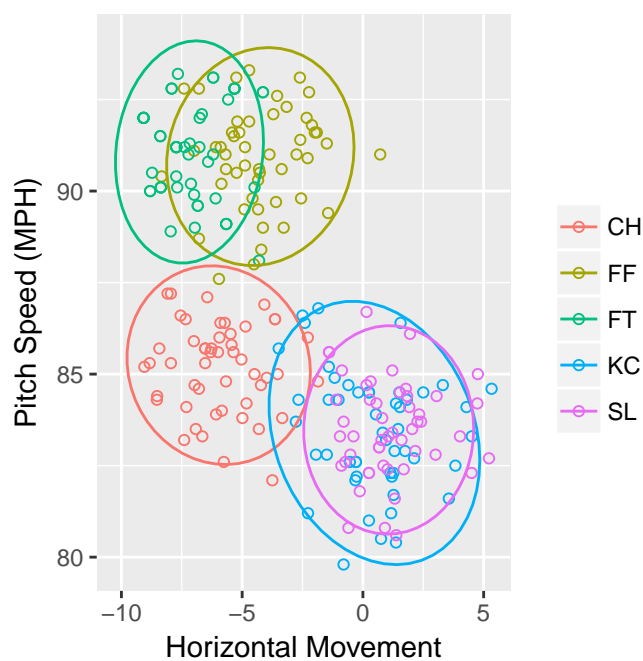 Pitch Speed (MPH)
90
85
80
−10
−5
0
5
Horizontal Movement
CH
FF
FT
KC
SL